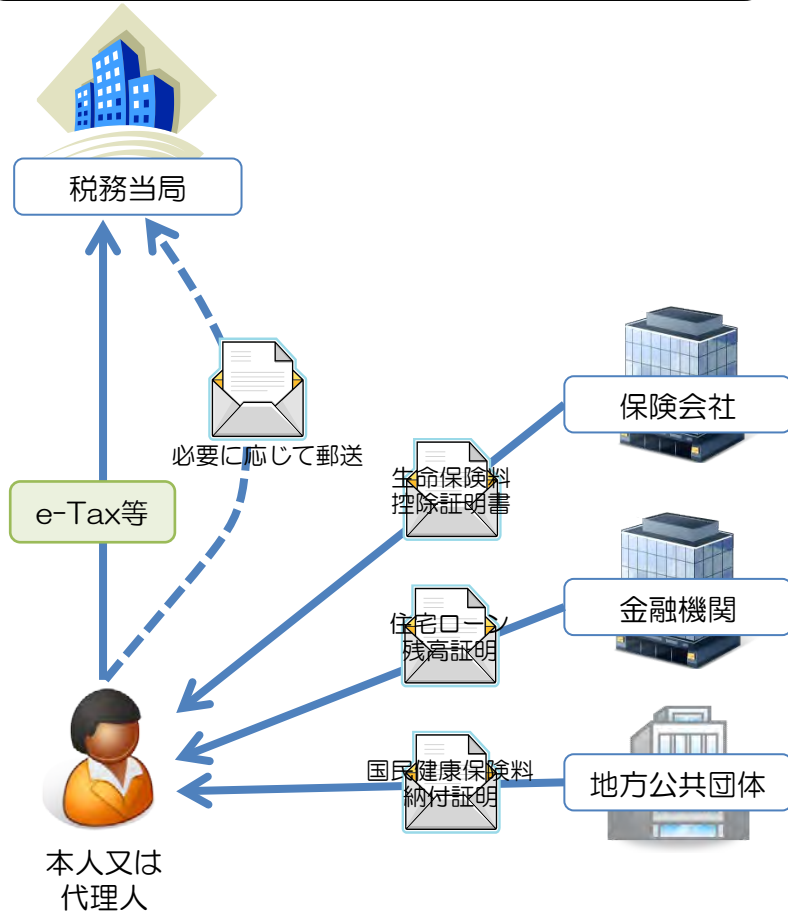 税務当局
必要に応じて郵送
保険会社
生命保険料
控除証明書
e-Tax等
金融機関
住宅ローン
残高証明
国民健康保険料
納付証明
地方公共団体
本人又は
代理人